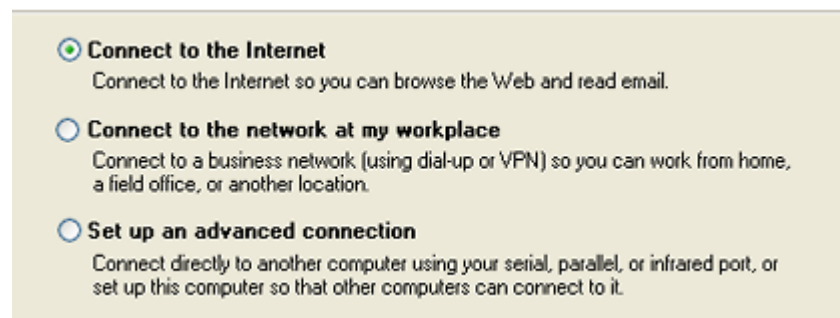 Connect to the Internet
Connect to the Internet so you can browse the Web and read email.
Connect to the network at my workplace
Connect to a business network (using dial-up or VPN) so you can work from home,
a field office, or another location.
Set up an advanced connection
Connect directly to another computer using your serial, parallel, or infrared port, or
set up this computer so that other computers can connect to it.